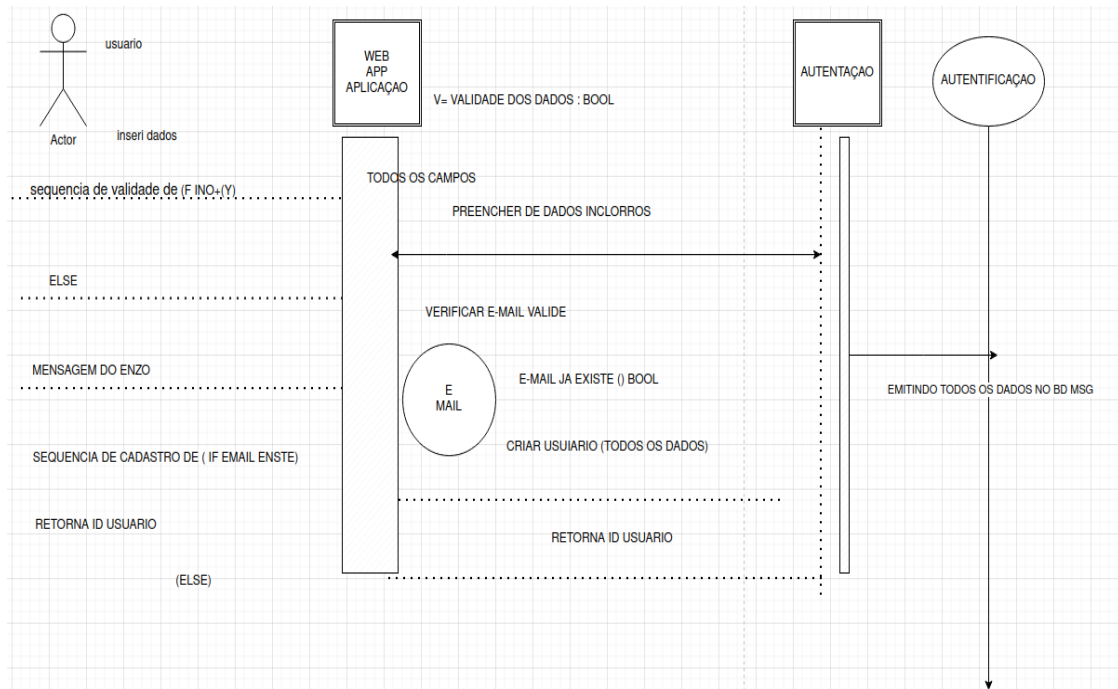 usuario
WEB
APP
APLICAÇAO
AUTENTAÇAO
AUTENTIFICAÇAO
V= VALIDADE DOS DADOS : BOOL
Actor
inseri dados
TODOS OS CAMPOS
sequencia de validade de (F INO+(Y)
PREENCHER DE DADOS INCLORROS
ELSE
VERIFICAR E-MAIL VALIDE
MENSAGEM DO ENZO
E
MAIL
E-MAIL JA EXISTE () BOOL
EMITINDO TODOS OS DADOS NO BD MSG
CRIAR USUIARIO (TODOS OS DADOS)
SEQUENCIA DE CADASTRO DE ( IF EMAIL ENSTE)
RETORNA ID USUARIO
RETORNA ID USUARIO
(ELSE)